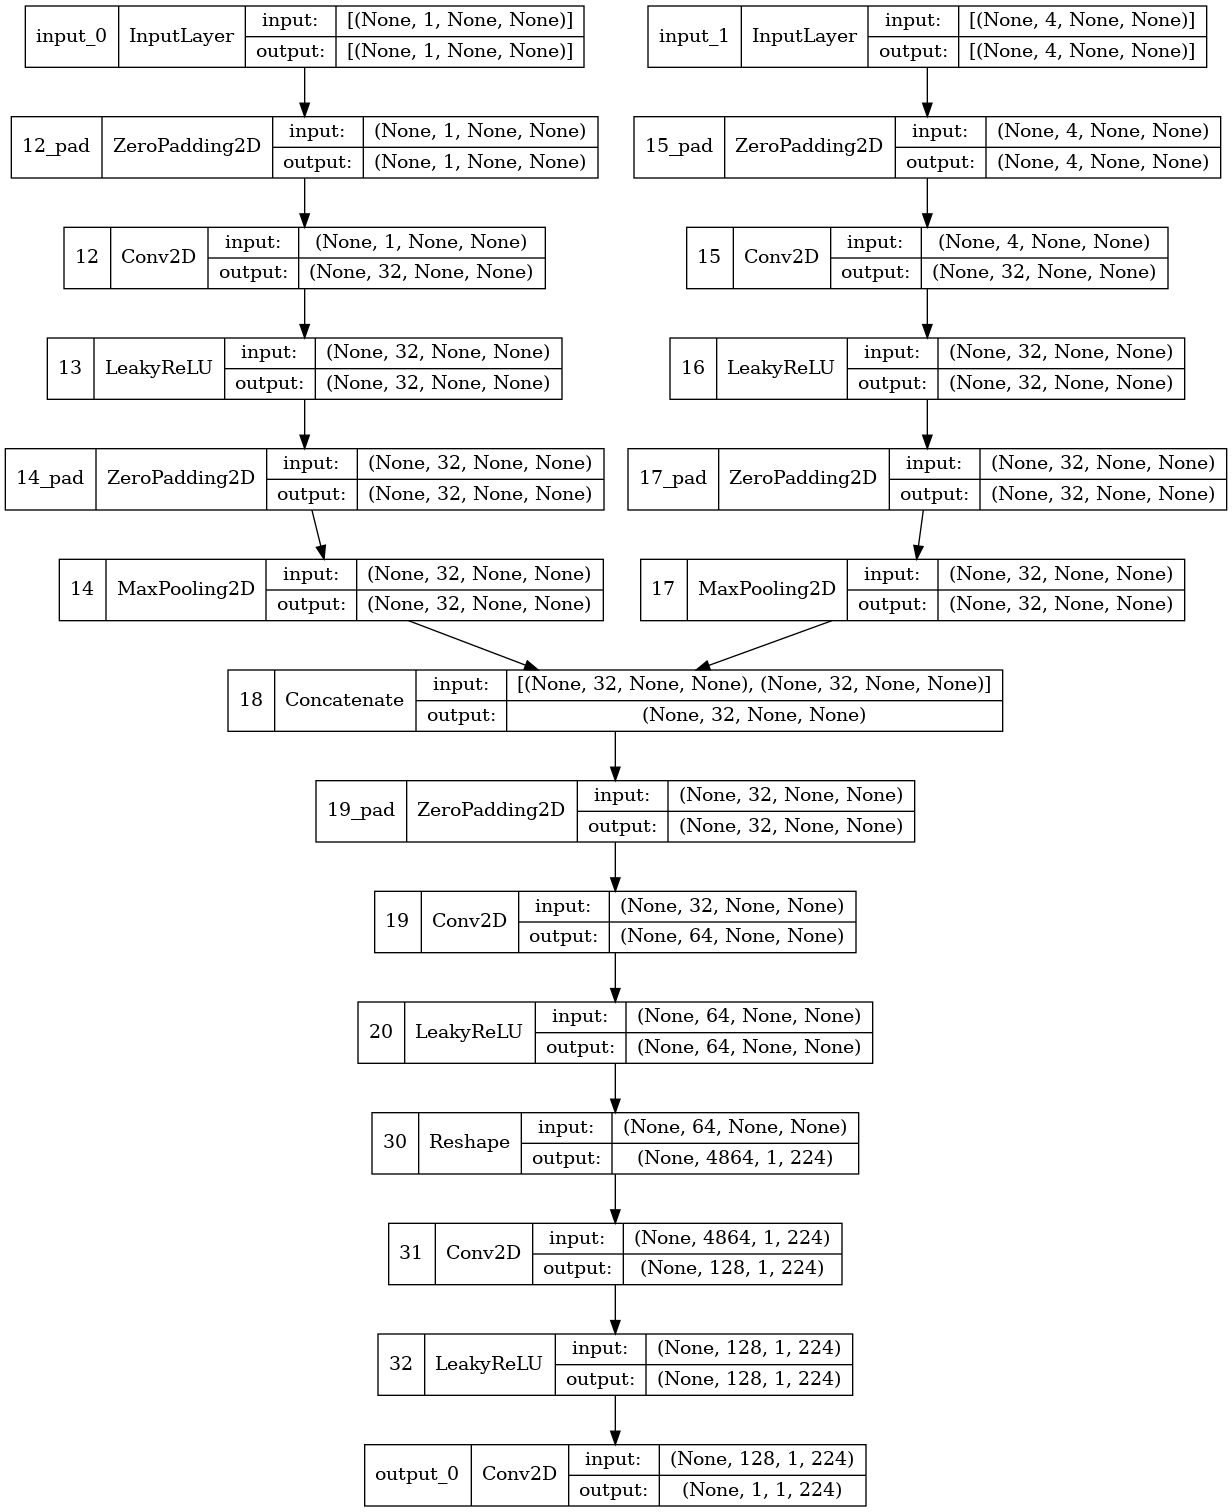 input_0 InputLayer input: [(None, 1, None, None)]
output: [(None, 1, None, None)]
input_1 InputLayer input: [(None, 4, None, None)]
output: [(None, 4, None, None)]
12_pad ZeroPadding2D input: (None, 1, None, None)
output: (None, 1, None, None)
15_pad ZeroPadding2D input: (None, 4, None, None)
output: (None, 4, None, None)
12 Conv2D input: (None, 1, None, None)
output: (None, 32, None, None)
15 Conv2D input: (None, 4, None, None)
output: (None, 32, None, None)
13 LeakyReLU input: (None, 32, None, None)
output: (None, 32, None, None)
16 LeakyReLU input: (None, 32, None, None)
output: (None, 32, None, None)
14_pad ZeroPadding2D input: (None, 32, None, None)
output: (None, 32, None, None)
17_pad ZeroPadding2D input: (None, 32, None, None)
output: (None, 32, None, None)
14 MaxPooling2D input: (None, 32, None, None)
output: (None, 32, None, None)
17 MaxPooling2D input: (None, 32, None, None)
output: (None, 32, None, None)
18 Concatenate input: [(None, 32, None, None), (None, 32, None, None)]
output: (None, 32, None, None)
19_pad ZeroPadding2D input: (None, 32, None, None)
output: (None, 32, None, None)
19 Conv2D input: (None, 32, None, None)
output: (None, 64, None, None)
20 LeakyReLU input: (None, 64, None, None)
output: (None, 64, None, None)
30 Reshape input: (None, 64, None, None)
output: (None, 4864, 1, 224)
31 Conv2D input: (None, 4864, 1, 224)
output: (None, 128, 1, 224)
32 LeakyReLU input: (None, 128, 1, 224)
output: (None, 128, 1, 224)
output_0 Conv2D input: (None, 128, 1, 224)
output: (None, 1, 1, 224)